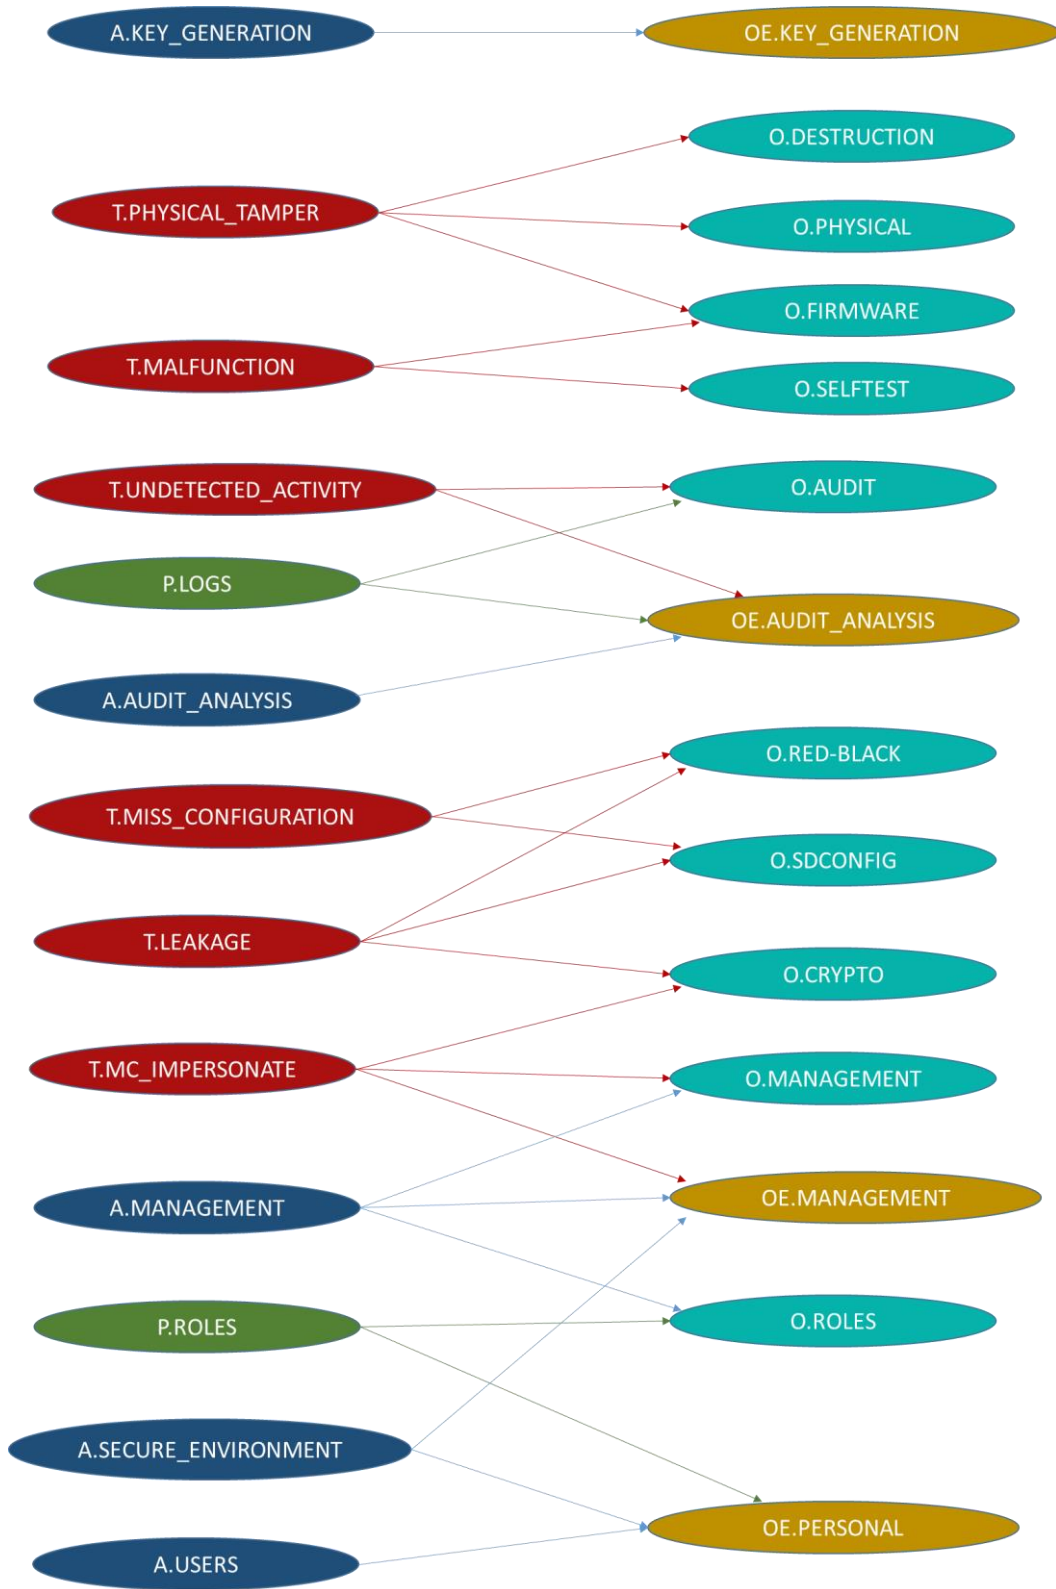 A.KEY_GENERATION
OE.KEY_GENERATION
O.DESTRUCTION
T.PHYSICAL_TAMPER
O.PHYSICAL
O.FIRMWARE
T.MALFUNCTION
O.SELFTEST
T.UNDETECTED_ACTIVITY
O.AUDIT
P.LOGS
OE.AUDIT_ANALYSIS
A.AUDIT_ANALYSIS
O.RED-BLACK
T.MISS_CONFIGURATION
O.SDCONFIG
T.LEAKAGE
O.CRYPTO
T.MC_IMPERSONATE
O.MANAGEMENT
A.MANAGEMENT
OE.MANAGEMENT
P.ROLES
O.ROLES
A.SECURE_ENVIRONMENT
OE.PERSONAL
A.USERS